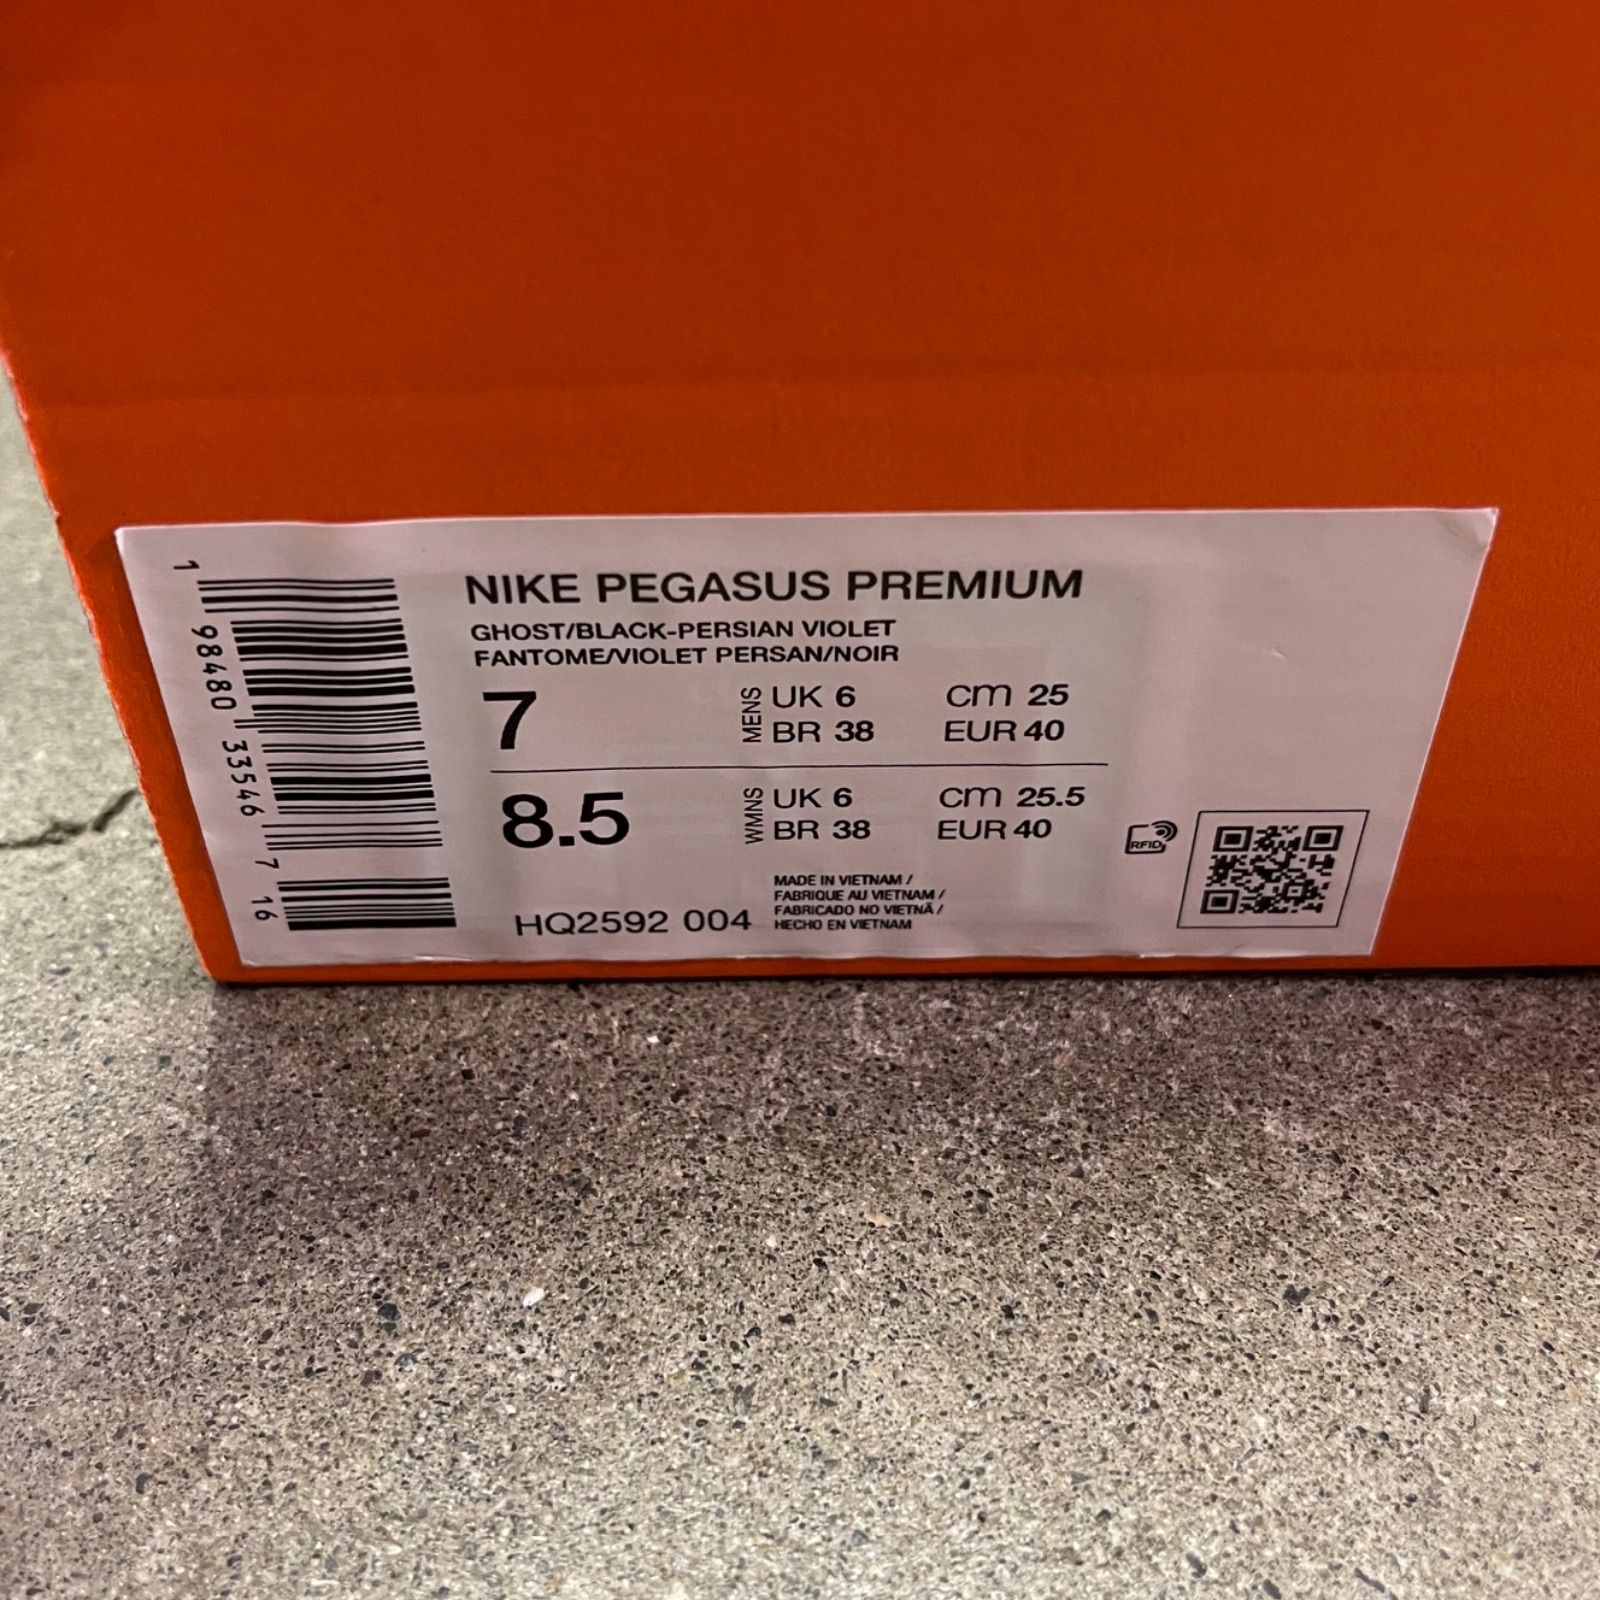 NIKE PEGASUS PREMIUM
GHOST/BLACK-PERSIAN VIOLET
FANTOME/VIOLET PERSAN/NOIR
7
MENS
UK 6 cm 25
BR 38 EUR 40
8.5
WMNS
UK 6 cm 25.5
BR 38 EUR 40
HQ2592 004
MADE IN VIETNAM /
FABRIQUE AU VIETNAM /
FABRICADO NO VIETNÃ /
HECHO EN VIETNAM
RFID
1 98480 33546 7 16